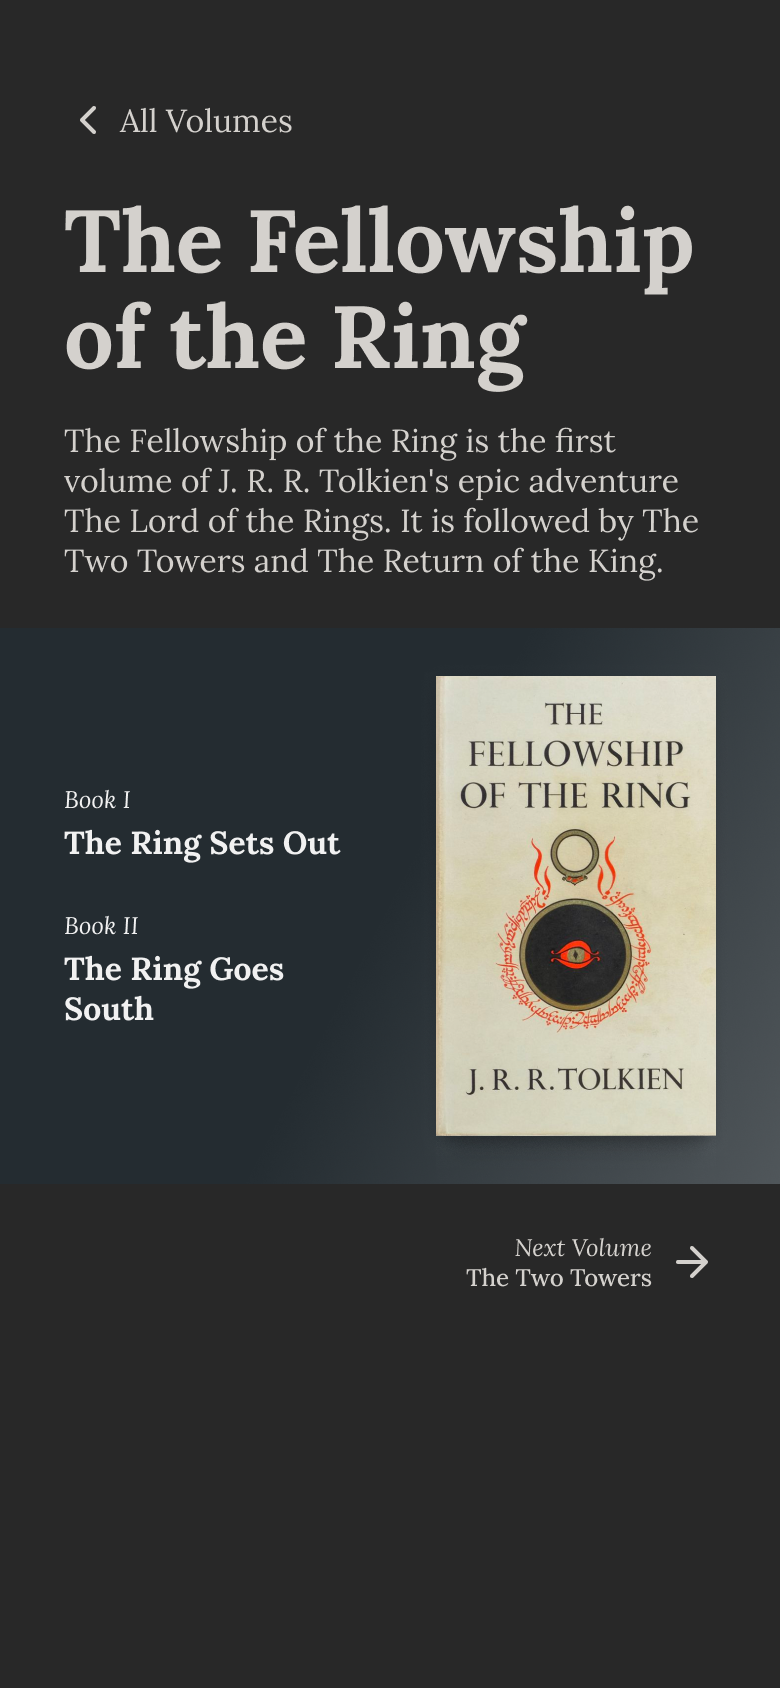 All Volumes
The Fellowship
of the Ring
The Fellowship of the Ring is the first
volume of J. R. R. Tolkien's epic adventure
The Lord of the Rings. It is followed by The
Two Towers and The Return of the King.
Book I
The Ring Sets Out
Book II
The Ring Goes
South
THE
FELLOWSHIP
OF THE RING
J. R. R. TOLKIEN
Next Volume
The Two Towers